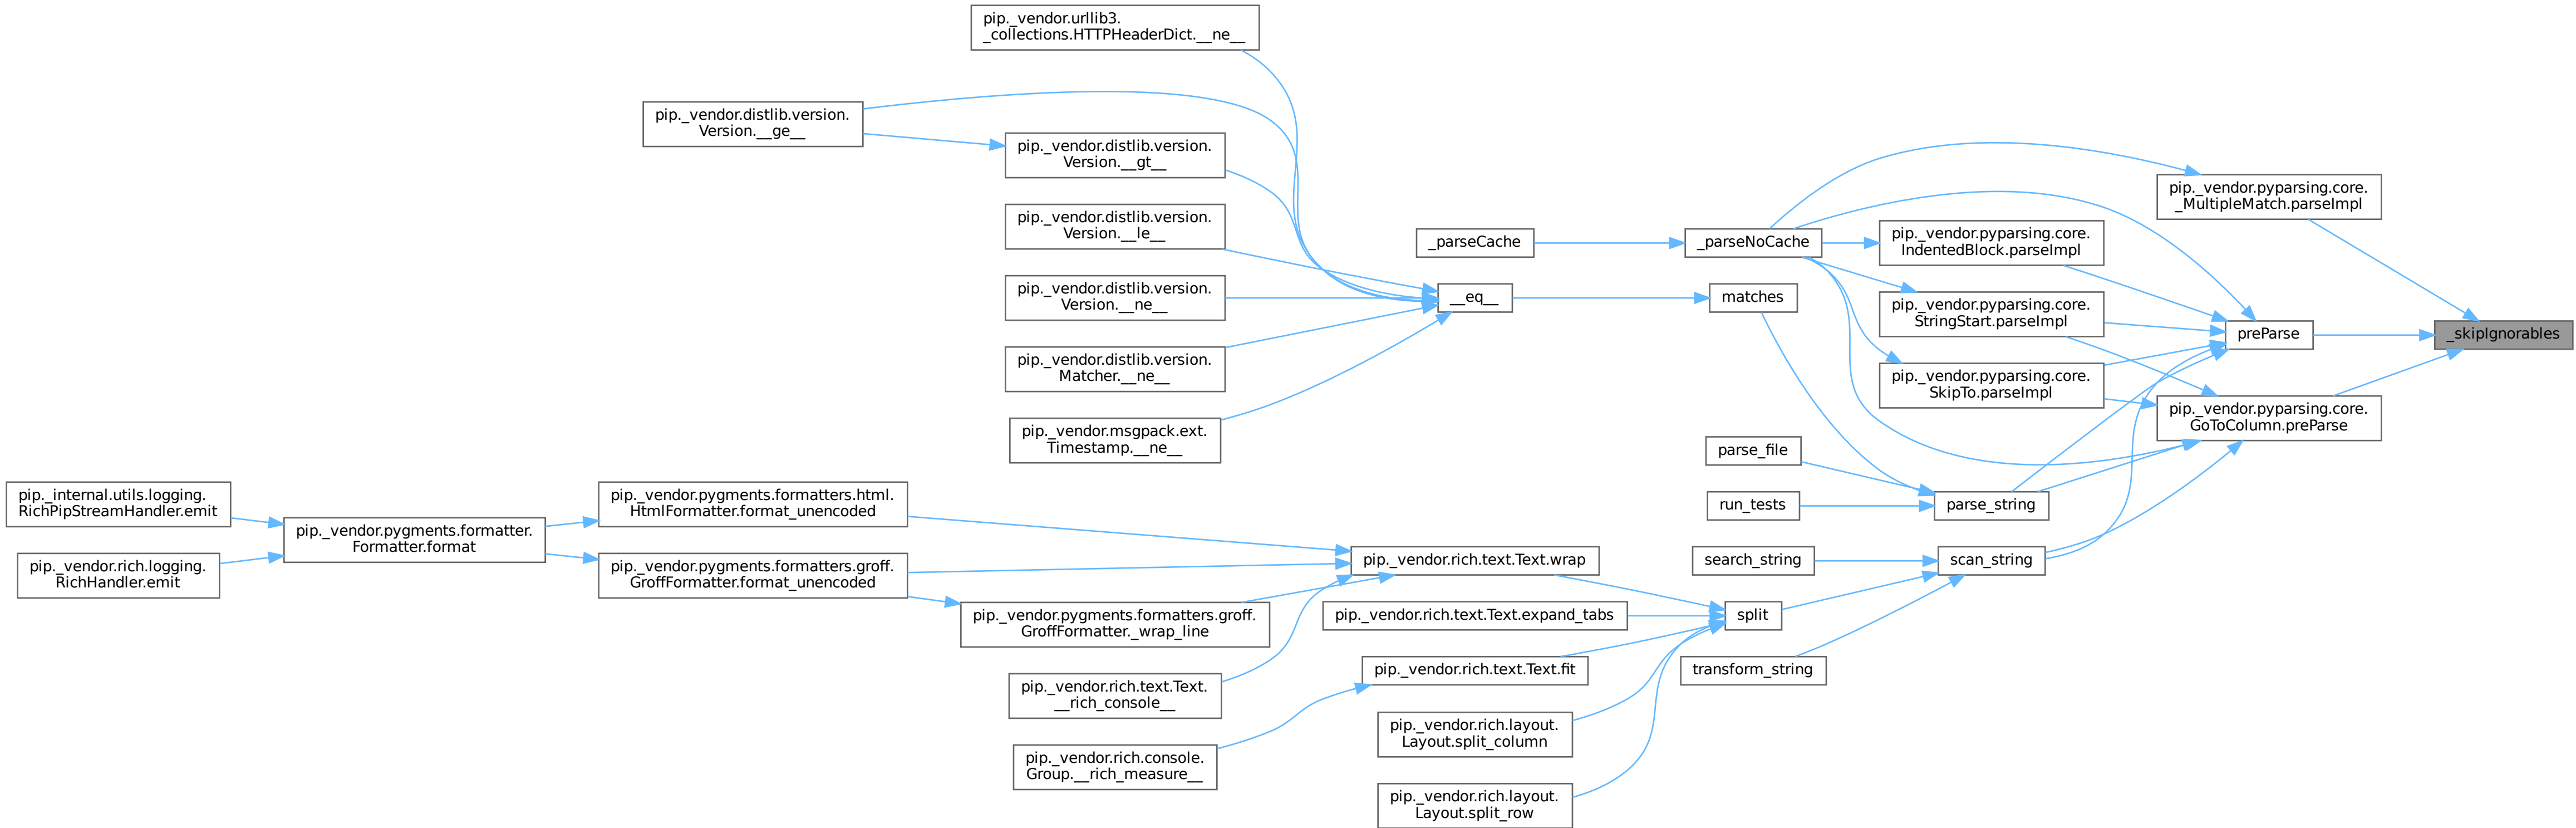 pip._vendor.urllib3.
_collections.HTTPHeaderDict.__ne__
pip._vendor.distlib.version.
Version.__ge__
pip._vendor.distlib.version.
Version.__gt__
pip._vendor.distlib.version.
Version.__le__
pip._vendor.distlib.version.
Version.__ne__
pip._vendor.distlib.version.
Matcher.__ne__
pip._vendor.msgpack.ext.
Timestamp.__ne__
_parseCache
__eq__
_parseNoCache
matches
pip._vendor.pyparsing.core.
_MultipleMatch.parseImpl
pip._vendor.pyparsing.core.
IndentedBlock.parseImpl
pip._vendor.pyparsing.core.
StringStart.parseImpl
pip._vendor.pyparsing.core.
SkipTo.parseImpl
preParse
_skipIgnorables
pip._vendor.pyparsing.core.
GoToColumn.preParse
parse_file
run_tests
parse_string
search_string
scan_string
split
transform_string
pip._internal.utils.logging.
RichPipStreamHandler.emit
pip._vendor.rich.logging.
RichHandler.emit
pip._vendor.pygments.formatter.
Formatter.format
pip._vendor.pygments.formatters.html.
HtmlFormatter.format_unencoded
pip._vendor.pygments.formatters.groff.
GroffFormatter.format_unencoded
pip._vendor.pygments.formatters.groff.
GroffFormatter._wrap_line
pip._vendor.rich.text.Text.
__rich_console__
pip._vendor.rich.console.
Group.__rich_measure__
pip._vendor.rich.text.Text.wrap
pip._vendor.rich.text.Text.expand_tabs
pip._vendor.rich.text.Text.fit
pip._vendor.rich.layout.
Layout.split_column
pip._vendor.rich.layout.
Layout.split_row